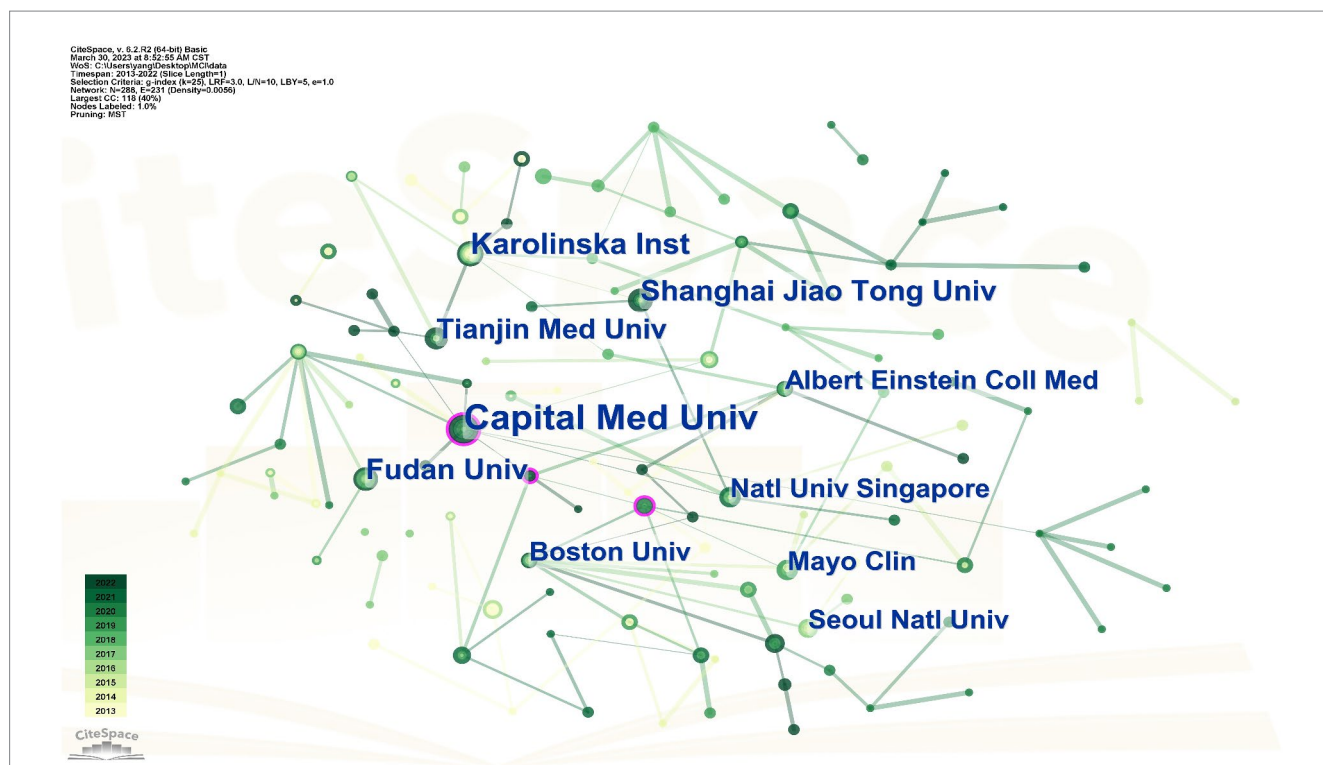 CiteSpace, v. 6.2.R2 (64-bit) Basic
March 30, 2023 at 8:52:55 AM CST
WoS: C:\Users\yang\Desktop\MCI\data
Timespan: 2013-2022 (Slice Length=1)
Selection Criteria: g-index (k=25), LRF=3.0, L/N=10, LBY=5, e=1.0
Network: N=288, E=231 (Density=0.0056)
Largest CC: 118 (40%)
Nodes Labeled: 1.0%
Pruning: MST
iteSpace
Karolinska Inst
Shanghai Jiao Tong Univ
Tianjin Med Univ
Albert Einstein Coll Med
Capital Med Univ
Fudan Univ
Natl Univ Singapore
Boston Univ
Mayo Clin
Seoul Natl Univ
2022
2021
2020
2019
2018
2017
2016
2015
2014
2013
CiteSpace